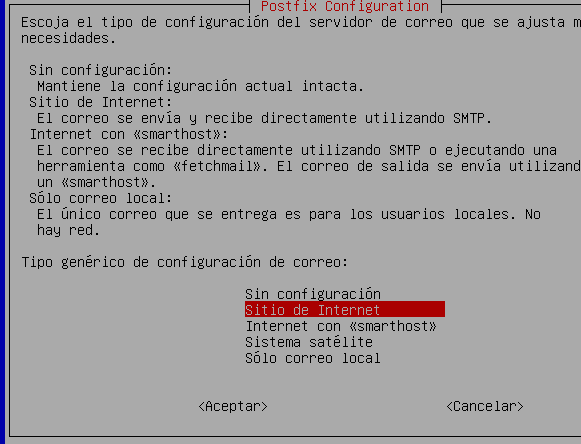 Postfix Configuration
Escoja el tipo de configuración del servidor de correo que se ajusta m
necesidades.
Sin configuración:
Mantiene la configuración actual intacta.
Sitio de Internet:
El correo se envía y recibe directamente utilizando SMTP.
Internet con «smarthost»:
El correo se recibe directamente utilizando SMTP o ejecutando una
herramienta como «fetchmail». El correo de salida se envía utilizand
un «smarthost».
Sólo correo local:
El único correo que se entrega es para los usuarios locales. No
hay red.
Tipo genérico de configuración de correo:
Sin configuración
Sitio de Internet
Internet con «smarthost»
Sistema satélite
Sólo correo local
<Aceptar> <Cancelar>